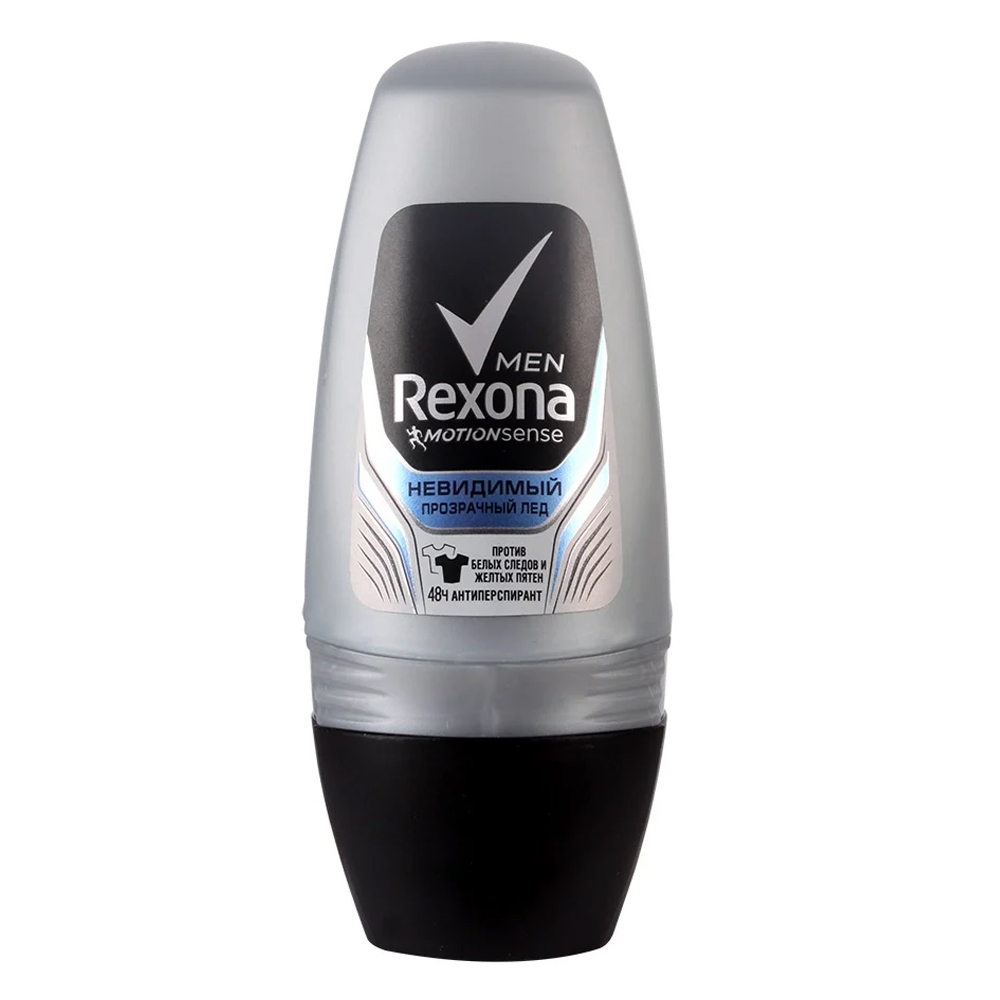 MEN
Rexona
MOTIONsense
НЕВИДИМЫЙ
ПРОЗРАЧНЫЙ ЛЕД
ПРОТИВ
БЕЛЫХ СЛЕДОВ И
ЖЕЛТЫХ ПЯТЕН
48Ч АНТИПЕРСПИРАНТ